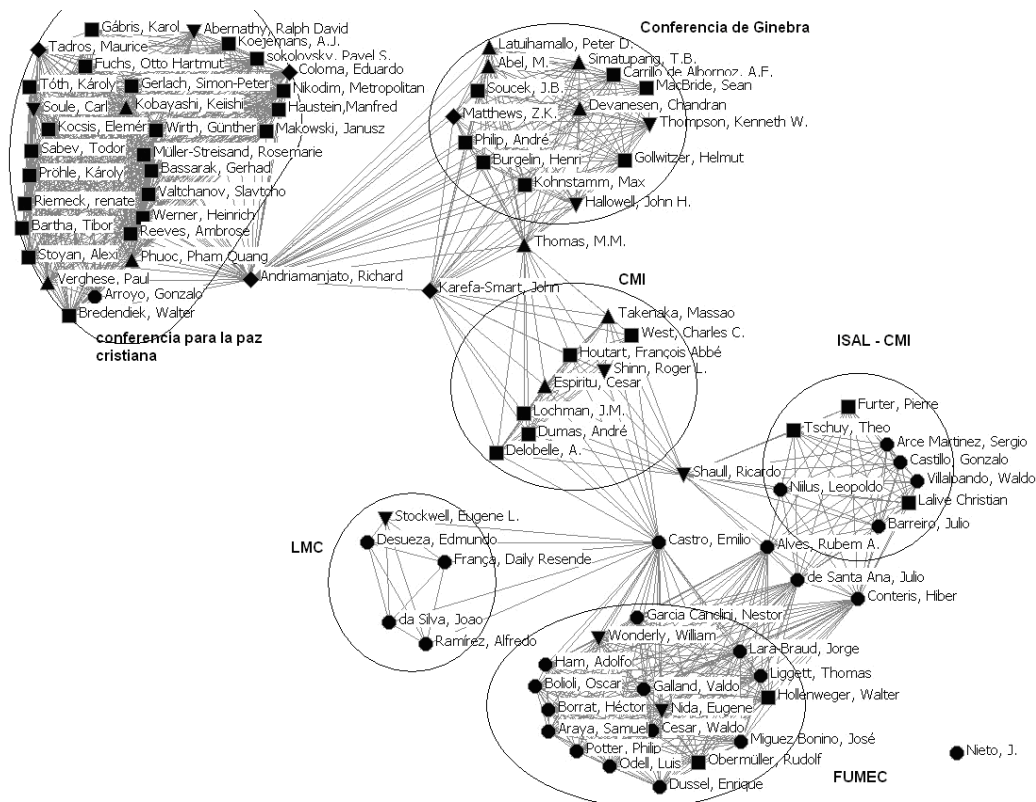 Gábris, Karol
Abernathy, Ralph David
Tadros, Maurice
Koejemans, A.J.
Fuchs, Otto Hartmut
sokolovsky, Pavel S.
Coloma, Eduardo
Tóth, Károly
Gerlach, Simon-Peter
Nikodim, Metropolitan
Soule, Carl
Kobayashi, Keiishi
Haustein,Manfred
Kocsis, Elemér
Wirth, Günther
Makowski, Janusz
Sabev, Todor
Müller-Streisand, Rosemarie
Pröhle, Károly
Bassarak, Gerhad
Valtchanov, Slavtcho
Riemeck, renate
Werner, Heinrich
Bartha, Tibor
Reeves, Ambrose
Stoyan, Alexi
Phuoc, Pham Quang
Verghese, Paul
Arroyo, Gonzalo
Bredendiek, Walter
conferencia para la paz
cristiana
Andriamanjato, Richard
Karefa-Smart, John
Conferencia de Ginebra
Latuihamallo, Peter D.
Abel, M.
Simatupang, T.B.
Carrillo de Albornoz, A.F.
Soucek, J.B.
MacBride, Sean
Matthews, Z.K.
Devanesen, Chandran
Thompson, Kenneth W.
Philip, André
Burgelin, Henri
Gollwitzer, Helmut
Kohnstamm, Max
Hallowell, John H.
Thomas, M.M.
CMI
Takenaka, Massao
West, Charles C.
Houtart, François Abbé
Shinn, Roger L.
Espiritu, Cesar
Lochman, J.M.
Dumas, André
Delobelle, A.
Shaull, Ricardo
ISAL - CMI
Furter, Pierre
Tschuy, Theo
Arce Martinez, Sergio
Castillo, Gonzalo
Villalpando, Waldo
Nilus, Leopoldo
Lalive Christian
Barreiro, Julio
LMC
Stockwell, Eugene L.
Desueza, Edmundo
França, Daily Resende
da Silva, Joao
Ramírez, Alfredo
Castro, Emilio
Alves, Rubem A.
de Santa Ana, Julio
Conteris, Hiber
Garcia Canclini, Nestor
Wonderly, William
Lara-Braud, Jorge
Ham, Adolfo
Liggett, Thomas
Bolioli, Oscar
Galland, Valdo
Hollenweger, Walter
Borrat, Héctor
Nida, Eugene
Araya, Samuel
Cesar, Waldo
Miguez Bonino, José
Potter, Philip
Obermüller, Rudolf
Odell, Luis
Dussel, Enrique
FUMEC
Nieto, J.